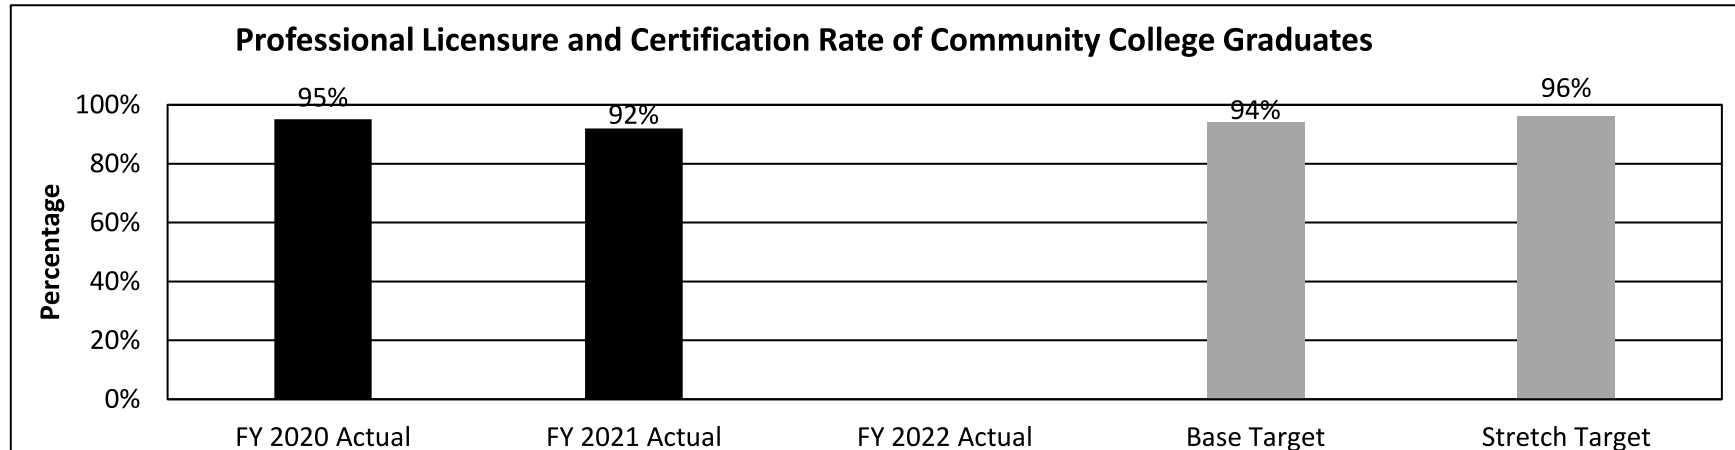 Professional Licensure and Certification Rate of Community College Graduates
95%
92%
94%
96%
100%
80%
60%
40%
20%
0%
Percentage
FY 2020 Actual
FY 2021 Actual
FY 2022 Actual
Base Target
Stretch Target